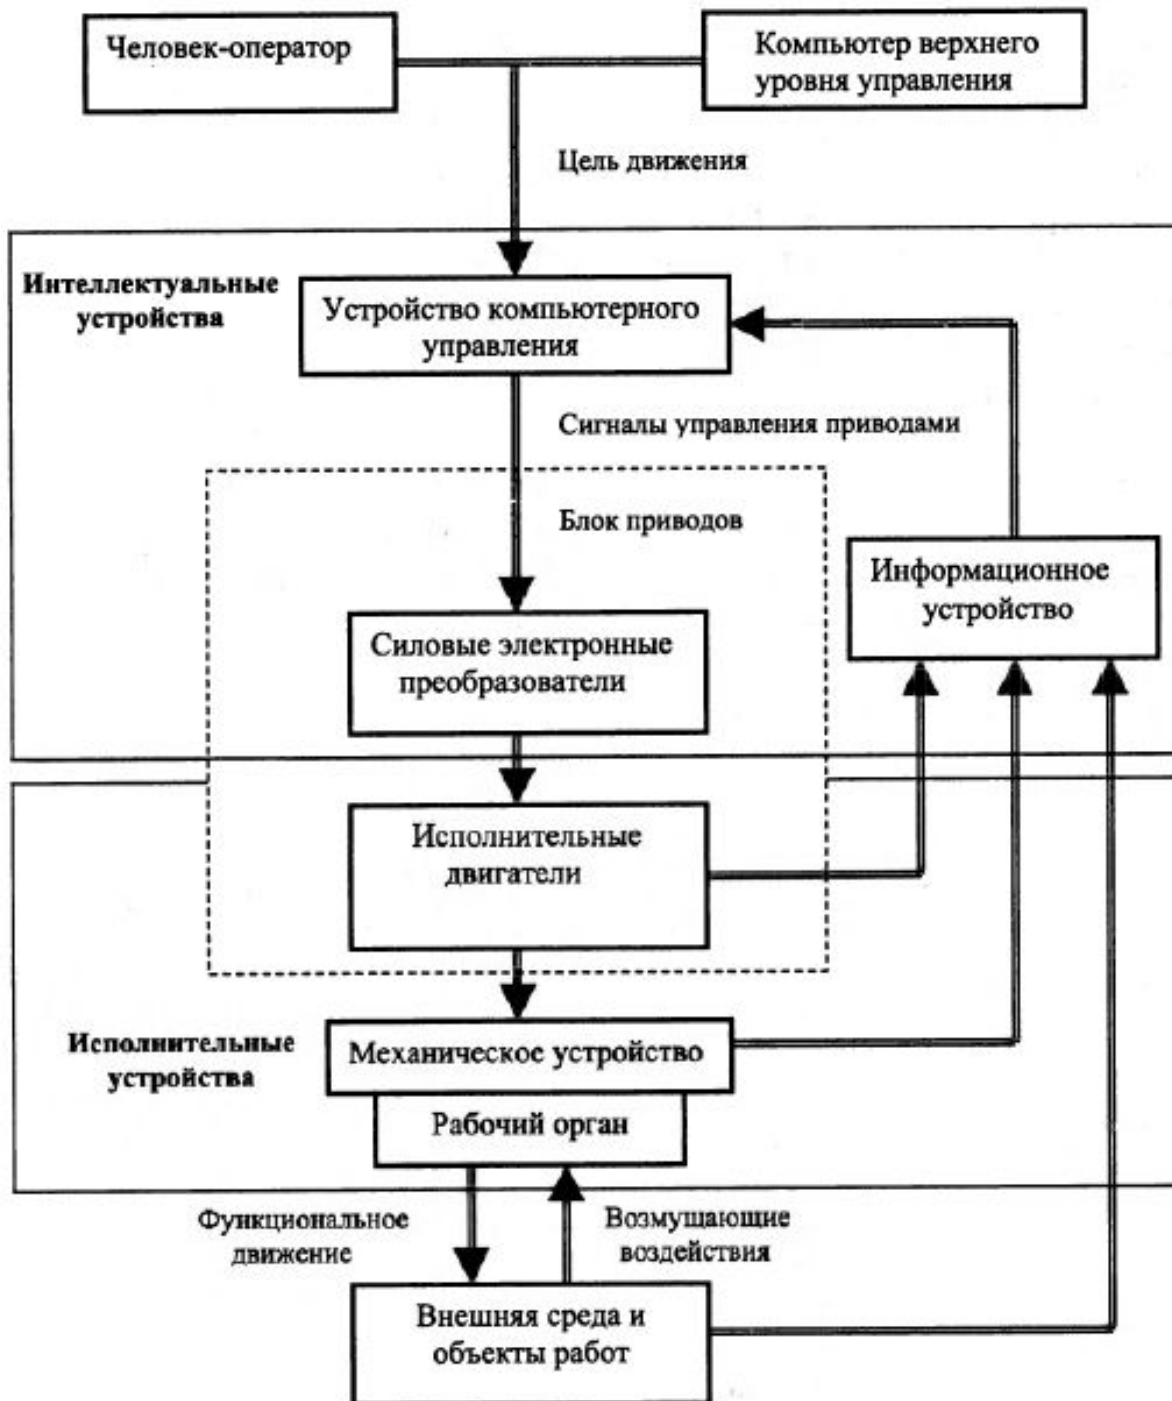 Человек-оператор
Компьютер верхнего
уровня управления
Цель движения
Интеллектуальные
устройства
Устройство компьютерного
управления
Сигналы управления приводами
Блок приводов
Информационное
устройство
Силовые электронные
преобразователи
Исполнительные
двигатели
Исполнительные
устройства
Механическое устройство
Рабочий орган
Функциональное
движение
Возмущающие
воздействия
Внешняя среда и
объекты работ